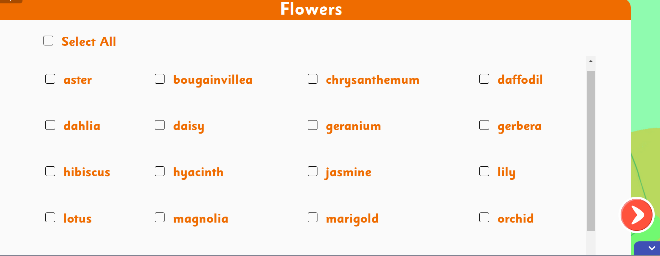 Flowers
Select All
aster bougainvillea chrysanthemum daffodil
dahlia daisy geranium gerbera
hibiscus hyacinth jasmine lily
lotus magnolia marigold orchid